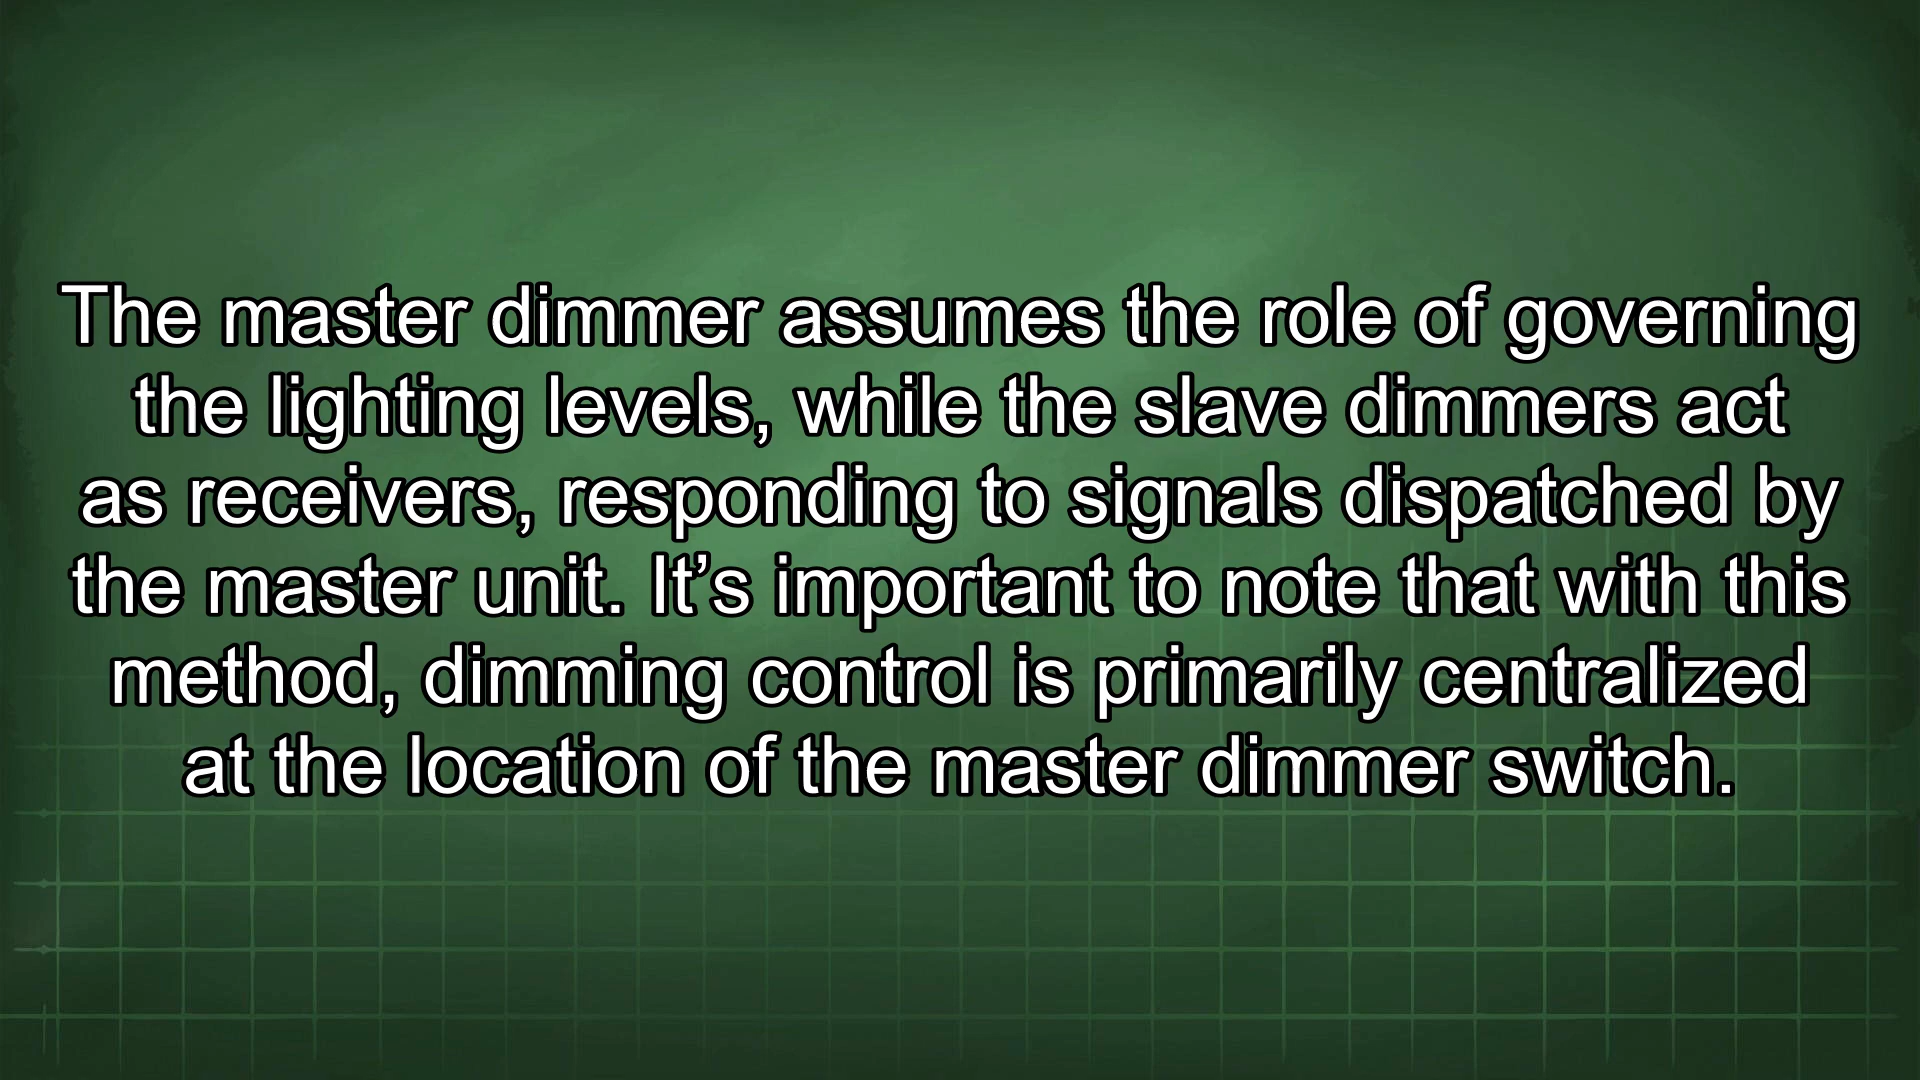 The master dimmer assumes the role of governing
the lighting levels, while the slave dimmers act
as receivers, responding to signals dispatched by
the master unit. It’s important to note that with this
method, dimming control is primarily centralized
at the location of the master dimmer switch.